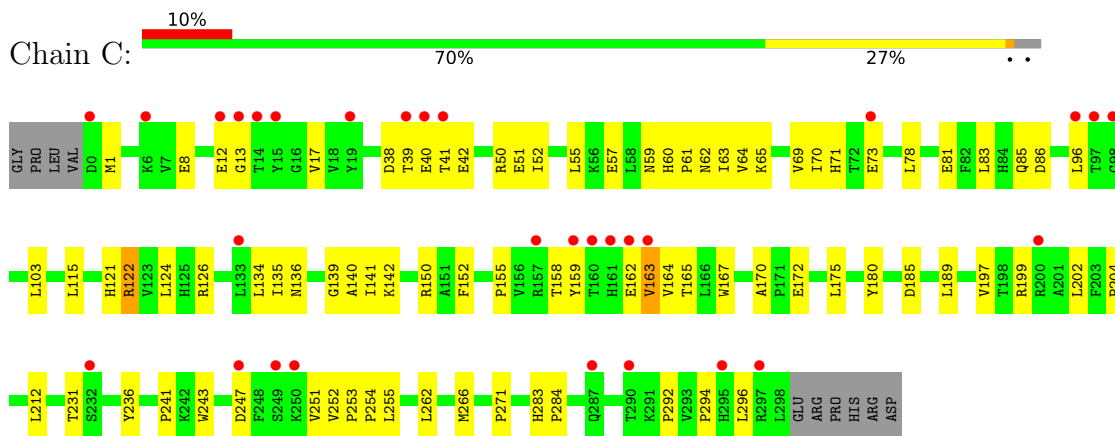 10%
Chain C:
70% 27% • •
GLY PRO LEU VAL D0 M1 K6 V7 E8 E12 G13 T14 Y15 G16 V17 V18 Y19 D38 T39 E40 T41 E42 R50 E51 I52 L55 K56 E57 L58 N59 H60 P61 N62 I63 V64 K65 V69 I70 H71 T72 E73 L78 E81 F82 L83 H84 Q85 D86 L96 T97 G98
L103 L115 H121 R122 V123 L124 H125 R126 L133 L134 I135 N136 G139 A140 I141 K142 R150 A151 F152 P155 V156 R157 T158 Y159 T160 H161 E162 V163 V164 T165 L166 W167 A170 P171 E172 L175 Y180 D185 L189 V197 T198 R199 R200 A201 L202 F203 P204
L212 T231 S232 Y236 P241 K242 W243 D247 F248 S249 K250 V251 V252 P253 P254 L255 L262 M266 P271 H283 P284 Q287 T290 K291 P292 V293 P294 H295 L296 R297 L298 GLU ARG PRO HIS ARG ASP